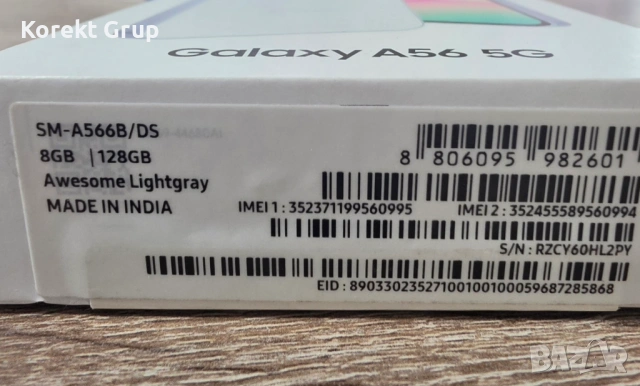 Korekt Grup
Galaxy A56 5G
SM-A566B/DS
8GB | 128GB
Awesome Lightgray
MADE IN INDIA
8 806095 982601
IMEI 1 : 352371199560995
IMEI 2 : 352455589560994
S/N : RZCY60HL2PY
EID : 89033023527100100100059687285868
BAZAR